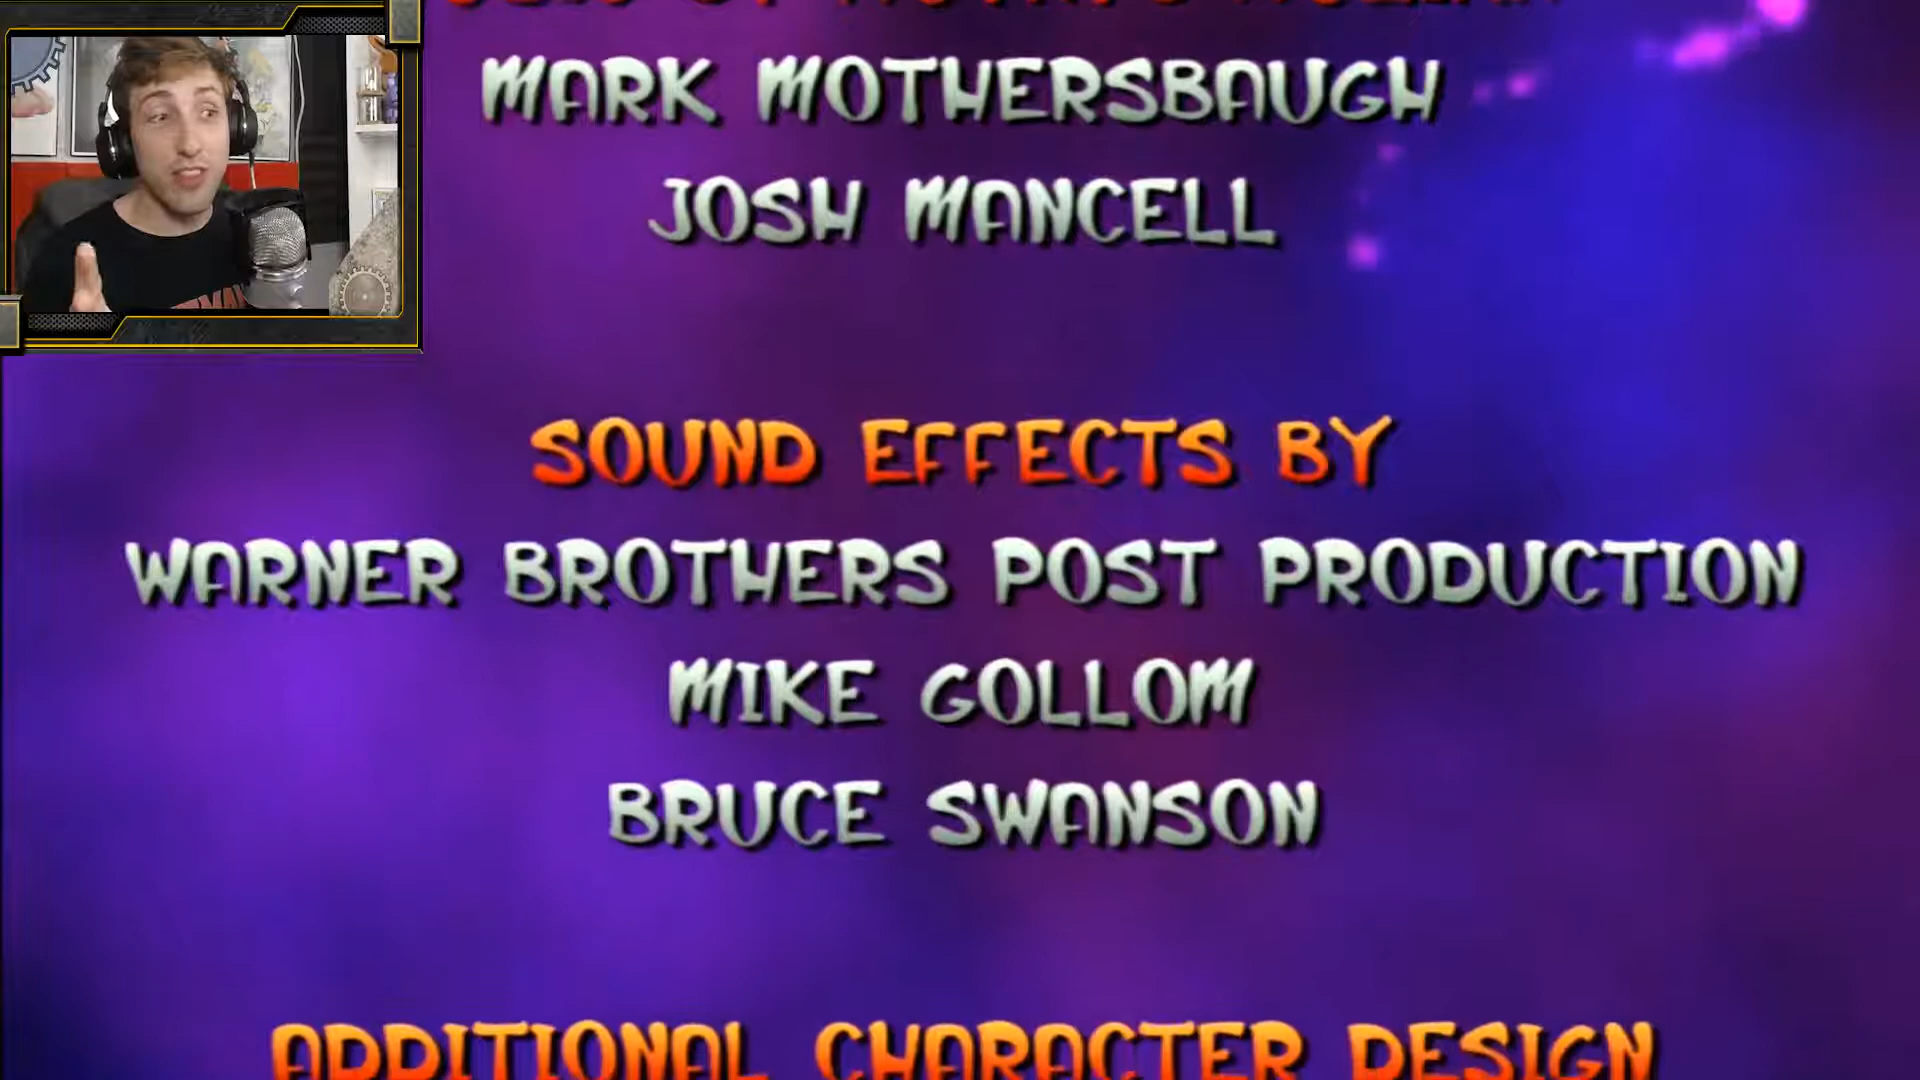 MARK MOTHERSBAUGH
JOSH MANCELL
SOUND EFFECTS BY
WARNER BROTHERS POST PRODUCTION
MIKE GOLLOM
BRUCE SWANSON
ADDITIONAL CHARACTER DESIGN